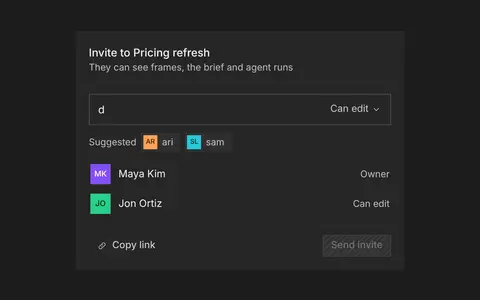 Invite to Pricing refresh
They can see frames, the brief and agent runs
d Can edit
Suggested AR ari SL sam
MK Maya Kim Owner
JO Jon Ortiz Can edit
Copy link Send invite